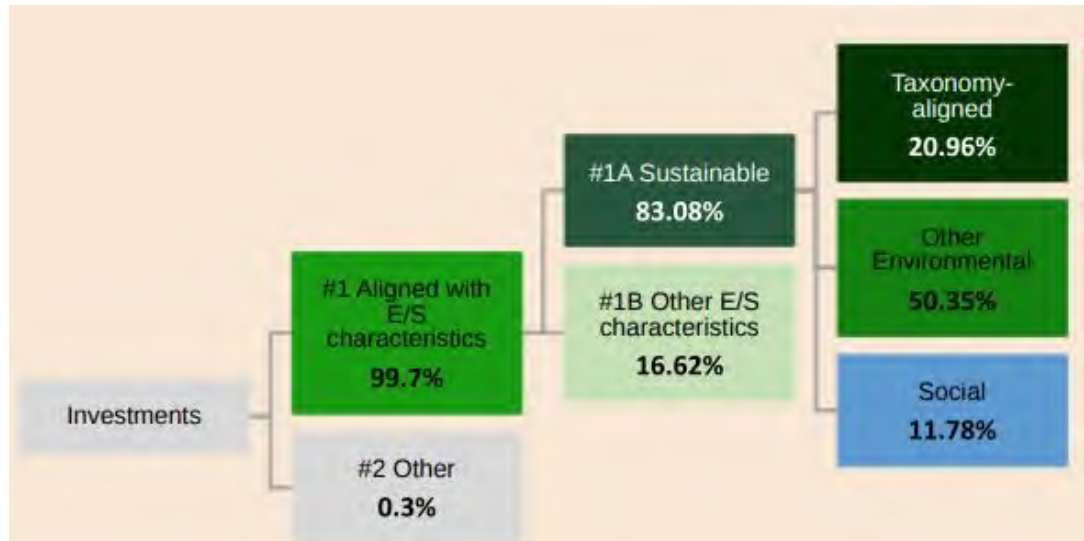 Taxonomy-
aligned
20.96%
#1A Sustainable
83.08%
Other
Environmental
50.35%
#1 Aligned with
E/S
characteristics
99.7%
#1B Other E/S
characteristics
16.62%
Social
11.78%
Investments
#2 Other
0.3%